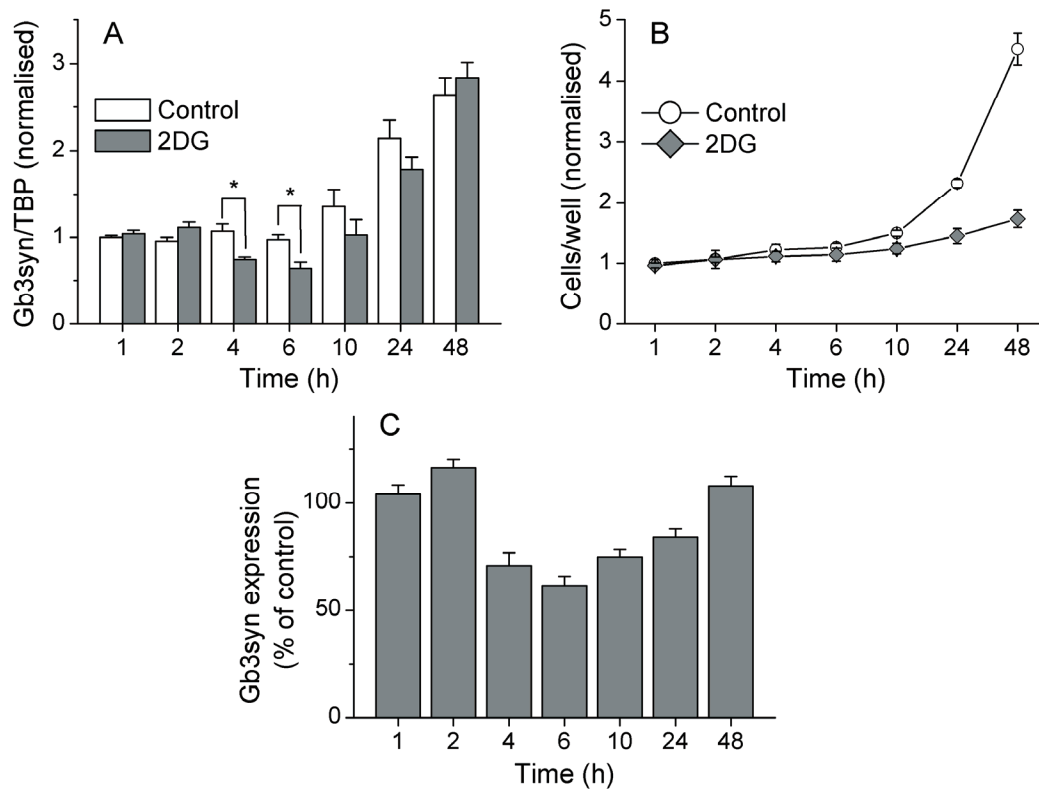 A
Gb3syn/TBP (normalised)
3
2
1
0
Control
2DG
*
*
1 2 4 6 10 24 48
Time (h)
B
Cells/well (normalised)
5
4
3
2
1
0
Control
2DG
1 2 4 6 10 24 48
Time (h)
C
Gb3syn expression
(% of control)
100
50
0
1 2 4 6 10 24 48
Time (h)